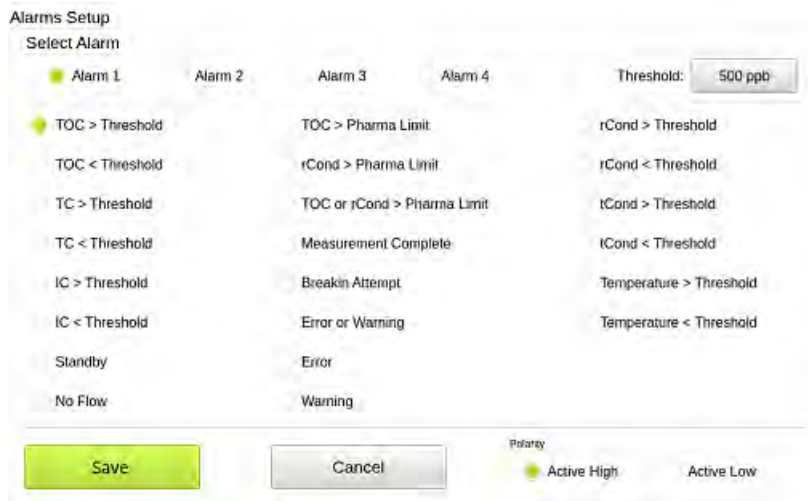 Alarms Setup
Select Alarm
Alarm 1 Alarm 2 Alarm 3 Alarm 4 Threshold: 500 ppb
TOC > Threshold TOC > Pharma Limit rCond > Threshold
TOC < Threshold rCond > Pharma Limit rCond < Threshold
TC > Threshold TOC or rCond > Pharma Limit tCond > Threshold
TC < Threshold Measurement Complete tCond < Threshold
IC > Threshold Breakin Attempt Temperature > Threshold
IC < Threshold Error or Warning Temperature < Threshold
Standby Error
No Flow Warning
Polarity
Save Cancel Active High Active Low